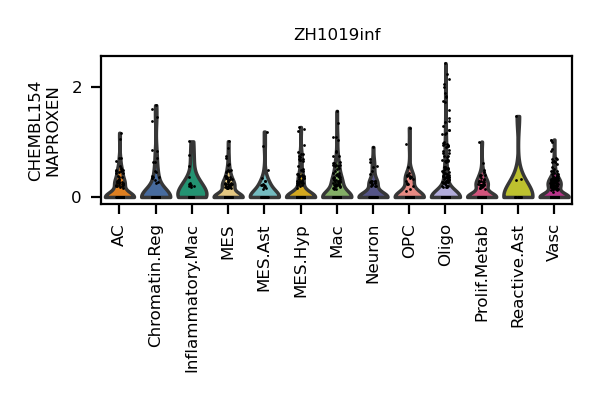 ZH1019inf
CHEMBL154
NAPROXEN
2
0
AC
Chromatin.Reg
Inflammatory.Mac
MES
MES.Ast
MES.Hyp
Mac
Neuron
OPC
Oligo
Prolif.Metab
Reactive.Ast
Vasc